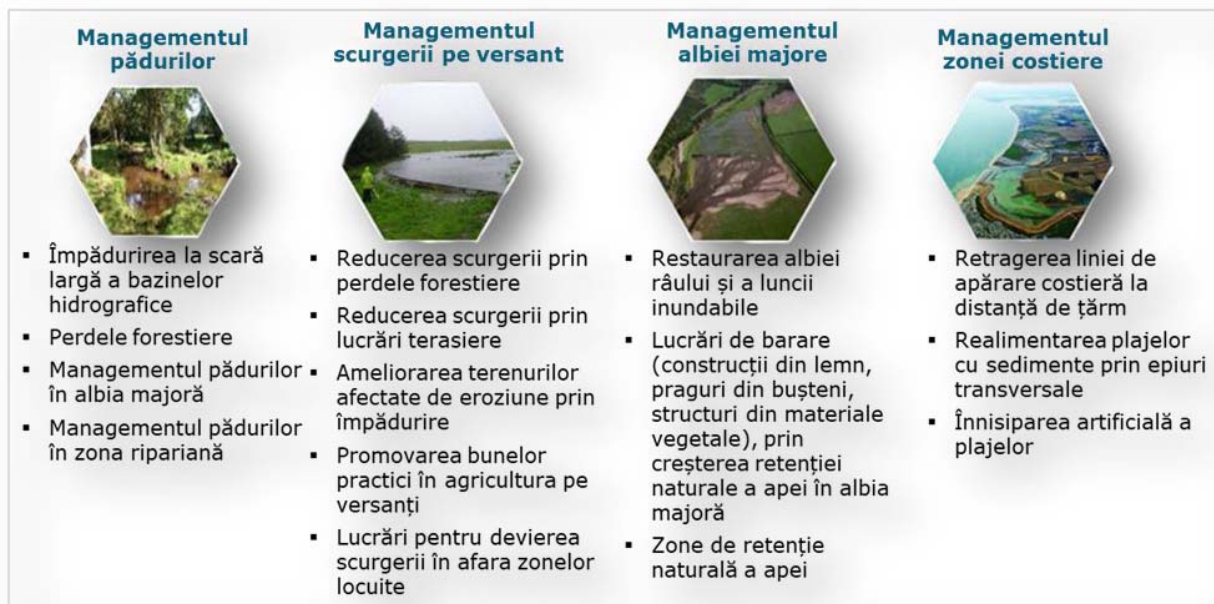 Managementul
pădurilor
▪ Împădurirea la scară
largă a bazinelor
hidrografice
▪ Perdele forestiere
▪ Managementul pădurilor
în albia majoră
▪ Managementul pădurilor
în zona ripariană
Managementul
scurgerii pe versant
▪ Reducerea scurgerii prin
perdele forestiere
▪ Reducerea scurgerii prin
lucrări terasiere
▪ Ameliorarea terenurilor
afectate de eroziune prin
împădurire
▪ Promovarea bunelor
practici în agricultura pe
versanți
▪ Lucrări pentru devierea
scurgerii în afara zonelor
locuite
Managementul
albiei majore
▪ Restaurarea albiei
râului și a luncii
inundabile
▪ Lucrări de barare
(construcții din lemn,
praguri din bușteni,
structuri din materiale
vegetale), prin
creșterea retenției
naturale a apei în albia
majoră
▪ Zone de retenție
naturală a apei
Managementul
zonei costiere
▪ Retragerea liniei de
apărare costieră la
distanță de țărm
▪ Realimentarea plajelor
cu sedimente prin epiuri
transversale
▪ Înnisiparea artificială a
plajelor